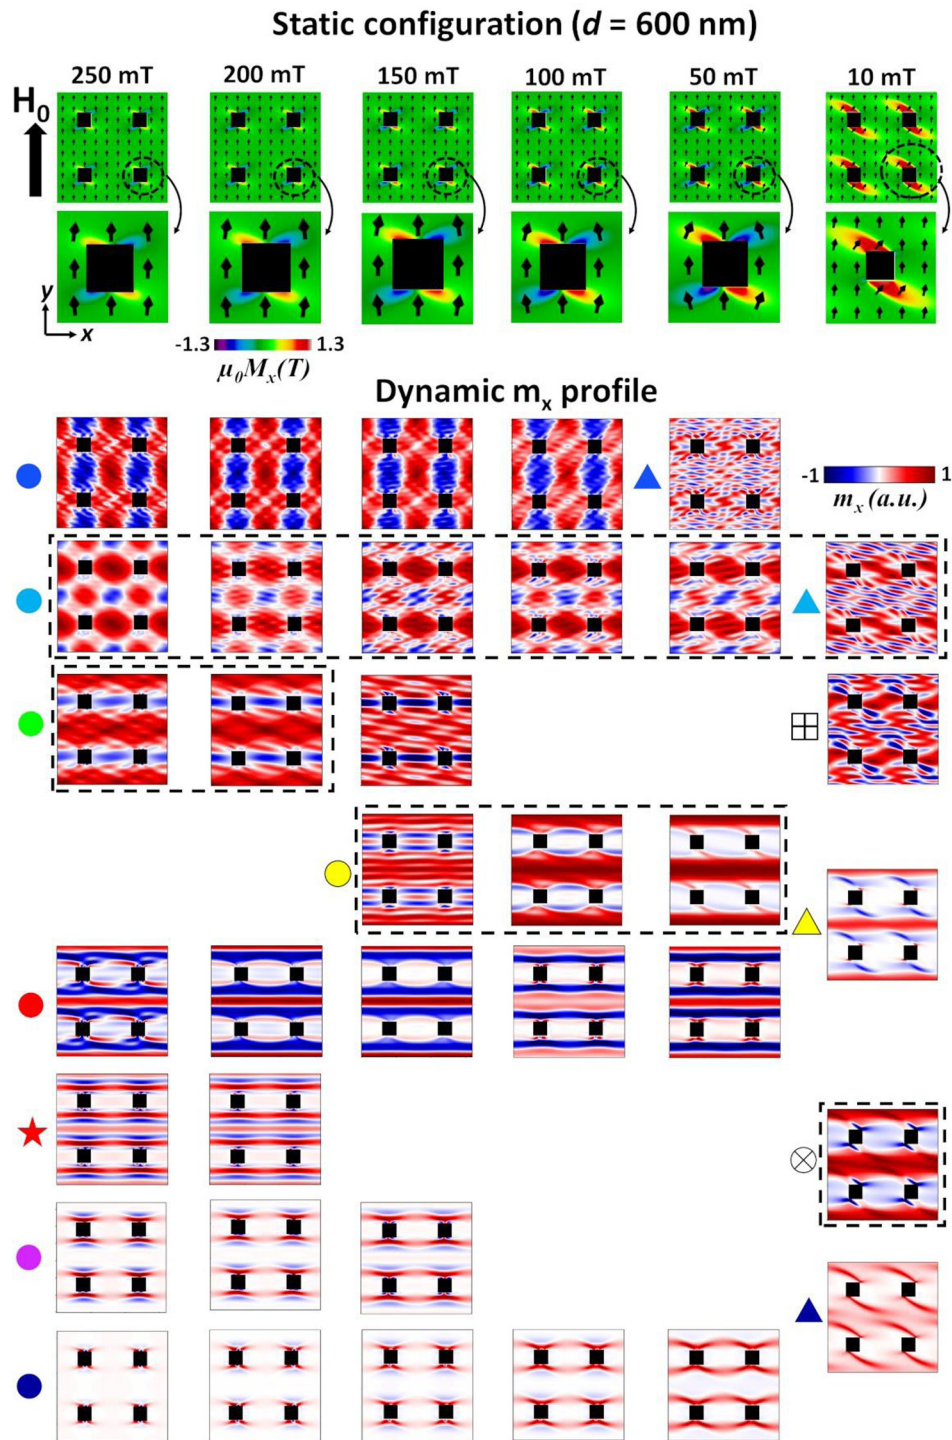 Static configuration (d = 600 nm)
250 mT 200 mT 150 mT 100 mT 50 mT 10 mT
H₀
y
x
-1.3 1.3
μ₀Mₓ(T)
Dynamic mₓ profile
-1 1
mₓ (a.u.)